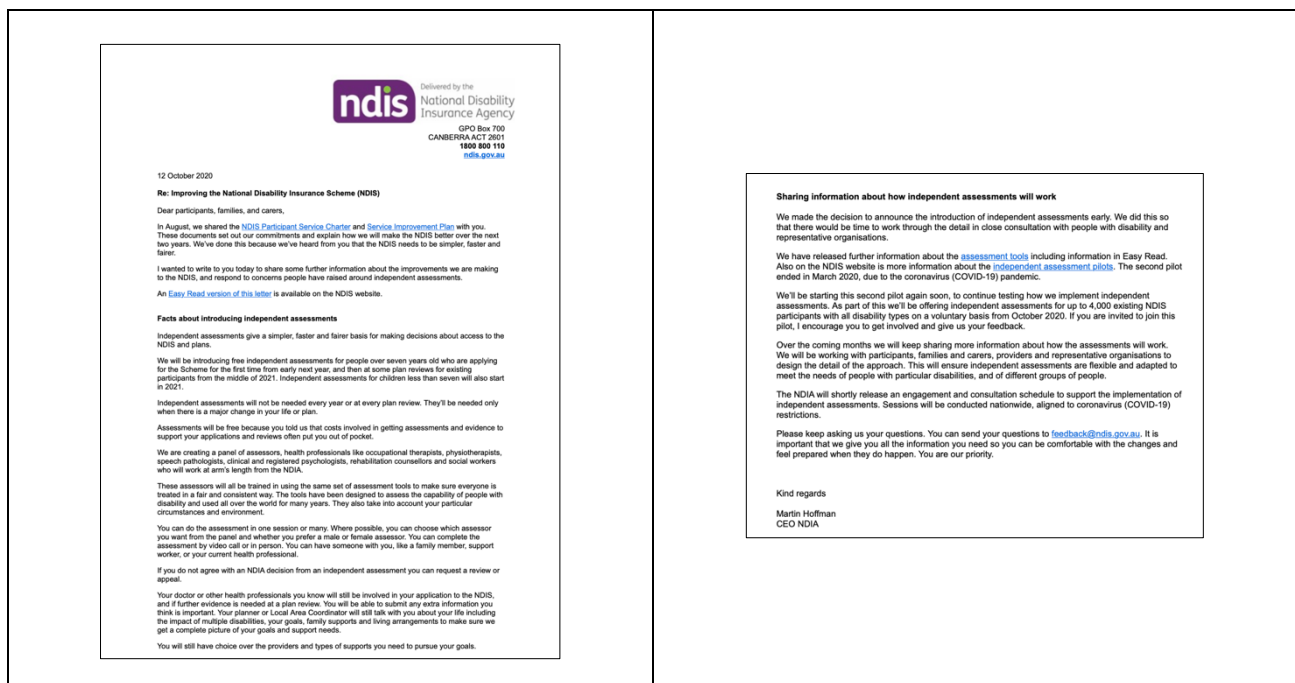 ndis
Delivered by the
National Disability
Insurance Agency
GPO Box 700
CANBERRA ACT 2601
1800 800 110
ndis.gov.au
12 October 2020
Re: Improving the National Disability Insurance Scheme (NDIS)
Dear participants, families, and carers,
In August, we shared the NDIS Participant Service Charter and Service Improvement Plan with you.
These documents set out our commitments and explain how we will make the NDIS better over the next
two years. We've done this because we've heard from you that the NDIS needs to be simpler, faster and
fairer.
I wanted to write to you today to share some further information about the improvements we are making
to the NDIS, and respond to concerns people have raised around independent assessments.
An Easy Read version of this letter is available on the NDIS website.
Facts about introducing independent assessments
Independent assessments give a simpler, faster and fairer basis for making decisions about access to the
NDIS and plans.
We will be introducing free independent assessments for people over seven years old who are applying
for the Scheme for the first time from early next year, and then at some plan reviews for existing
participants from the middle of 2021. Independent assessments for children less than seven will also start
in 2021.
Independent assessments will not be needed every year or at every plan review. They'll be needed only
when there is a major change in your life or plan.
Assessments will be free because you told us that costs involved in getting assessments and evidence to
support your applications and reviews often put you out of pocket.
We are creating a panel of assessors, health professionals like occupational therapists, physiotherapists,
speech pathologists, clinical and registered psychologists, rehabilitation counsellors and social workers
who will work at arm's length from the NDIA.
These assessors will all be trained in using the same set of assessment tools to make sure everyone is
treated in a fair and consistent way. The tools have been designed to assess the capability of people with
disability and used all over the world for many years. They also take into account your particular
circumstances and environment.
You can do the assessment in one session or many. Where possible, you can choose which assessor
you want from the panel and whether you prefer a male or female assessor. You can complete the
assessment by video call or in person. You can have someone with you, like a family member, support
worker, or your current health professional.
If you do not agree with an NDIA decision from an independent assessment you can request a review or
appeal.
Your doctor or other health professionals you know will still be involved in your application to the NDIS,
and if further evidence is needed at a plan review. You will be able to submit any extra information you
think is important. Your planner or Local Area Coordinator will still talk with you about your life including
the impact of multiple disabilities, your goals, family supports and living arrangements to make sure we
get a complete picture of your goals and support needs.
You will still have choice over the providers and types of supports you need to pursue your goals.
Sharing information about how independent assessments will work
We made the decision to announce the introduction of independent assessments early. We did this so
that there would be time to work through the detail in close consultation with people with disability and
representative organisations.
We have released further information about the assessment tools including information in Easy Read.
Also on the NDIS website is more information about the independent assessment pilots. The second pilot
ended in March 2020, due to the coronavirus (COVID-19) pandemic.
We'll be starting this second pilot again soon, to continue testing how we implement independent
assessments. As part of this we'll be offering independent assessments for up to 4,000 existing NDIS
participants with all disability types on a voluntary basis from October 2020. If you are invited to join this
pilot, I encourage you to get involved and give us your feedback.
Over the coming months we will keep sharing more information about how the assessments will work.
We will be working with participants, families and carers, providers and representative organisations to
design the detail of the approach. This will ensure independent assessments are flexible and adapted to
meet the needs of people with particular disabilities, and of different groups of people.
The NDIA will shortly release an engagement and consultation schedule to support the implementation of
independent assessments. Sessions will be conducted nationwide, aligned to coronavirus (COVID-19)
restrictions.
Please keep asking us your questions. You can send your questions to feedback@ndis.gov.au. It is
important that we give you all the information you need so you can be comfortable with the changes and
feel prepared when they do happen. You are our priority.
Kind regards
Martin Hoffman
CEO NDIA